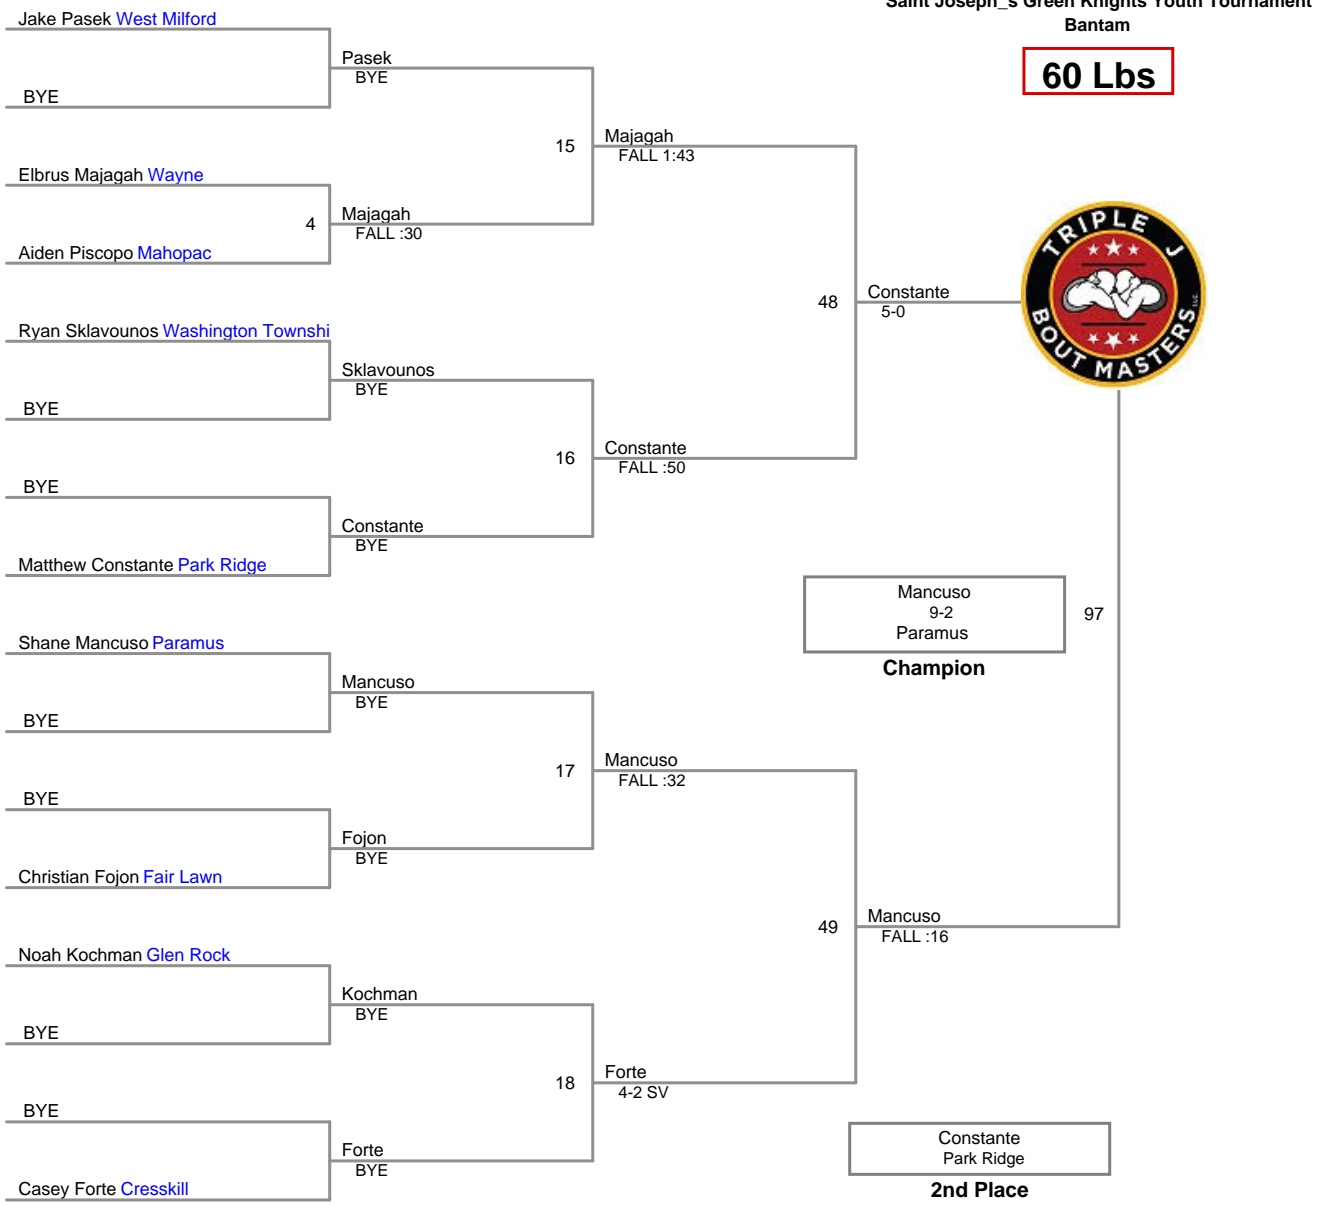 Saint Joseph_s Green Knights Youth Tournament
Bantam
60 Lbs
Jake Pasek West Milford
BYE
Pasek
BYE
Elbrus Majagah Wayne
Aiden Piscopo Mahopac
4
Majagah
FALL :30
15
Majagah
FALL 1:43
Ryan Sklavounos Washington Townshi
BYE
Sklavounos
BYE
BYE
Matthew Constante Park Ridge
Constante
BYE
16
Constante
FALL :50
48
Constante
5-0
TRIPLE J
BOUT MASTERS LLC.
Shane Mancuso Paramus
BYE
Mancuso
BYE
BYE
Christian Fojon Fair Lawn
Fojon
BYE
17
Mancuso
FALL :32
Noah Kochman Glen Rock
BYE
Kochman
BYE
BYE
Casey Forte Cresskill
Forte
BYE
18
Forte
4-2 SV
49
Mancuso
FALL :16
Mancuso
9-2
Paramus
97
Champion
Constante
Park Ridge
2nd Place